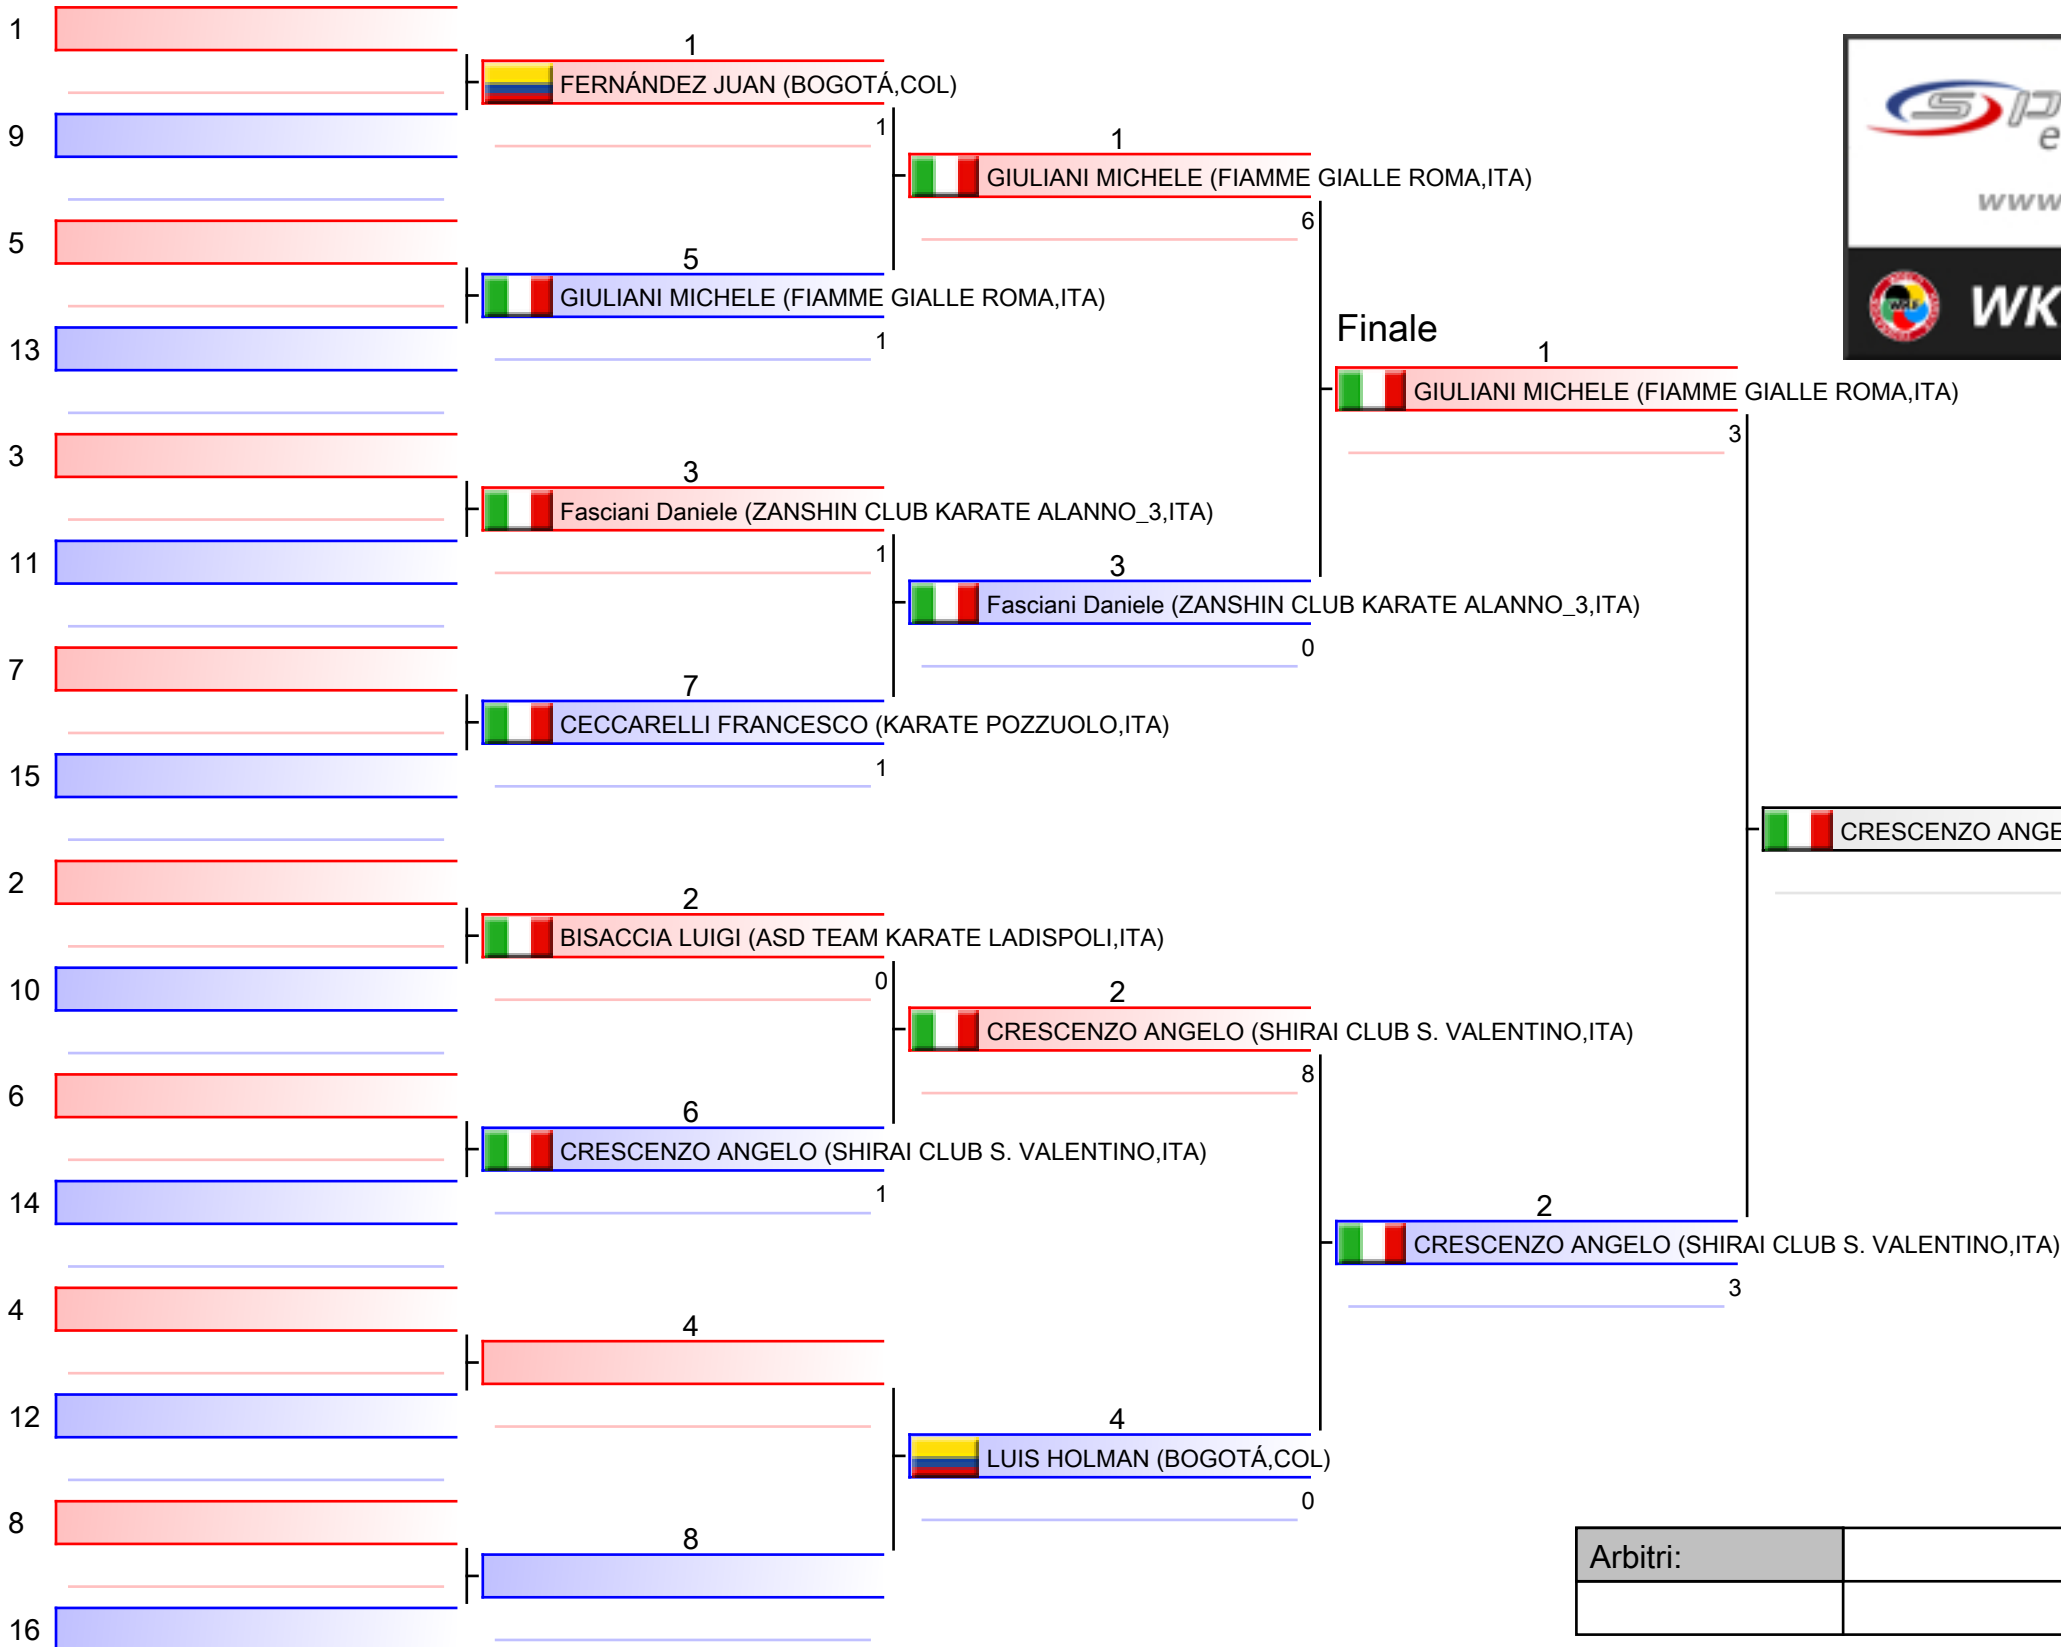 1
1
FERNÁNDEZ JUAN (BOGOTÁ,COL)
1
9
1
GIULIANI MICHELE (FIAMME GIALLE ROMA,ITA)
6
www
5
5
GIULIANI MICHELE (FIAMME GIALLE ROMA,ITA)
1
13
WK
Finale
1
GIULIANI MICHELE (FIAMME GIALLE ROMA,ITA)
3
3
3
Fasciani Daniele (ZANSHIN CLUB KARATE ALANNO_3,ITA)
1
11
3
Fasciani Daniele (ZANSHIN CLUB KARATE ALANNO_3,ITA)
0
7
7
CECCARELLI FRANCESCO (KARATE POZZUOLO,ITA)
1
15
CRESCENZO ANGE
2
2
BISACCIA LUIGI (ASD TEAM KARATE LADISPOLI,ITA)
0
10
2
CRESCENZO ANGELO (SHIRAI CLUB S. VALENTINO,ITA)
8
6
6
CRESCENZO ANGELO (SHIRAI CLUB S. VALENTINO,ITA)
1
14
2
CRESCENZO ANGELO (SHIRAI CLUB S. VALENTINO,ITA)
3
4
4
12
4
LUIS HOLMAN (BOGOTÁ,COL)
0
8
8
16
Arbitri: